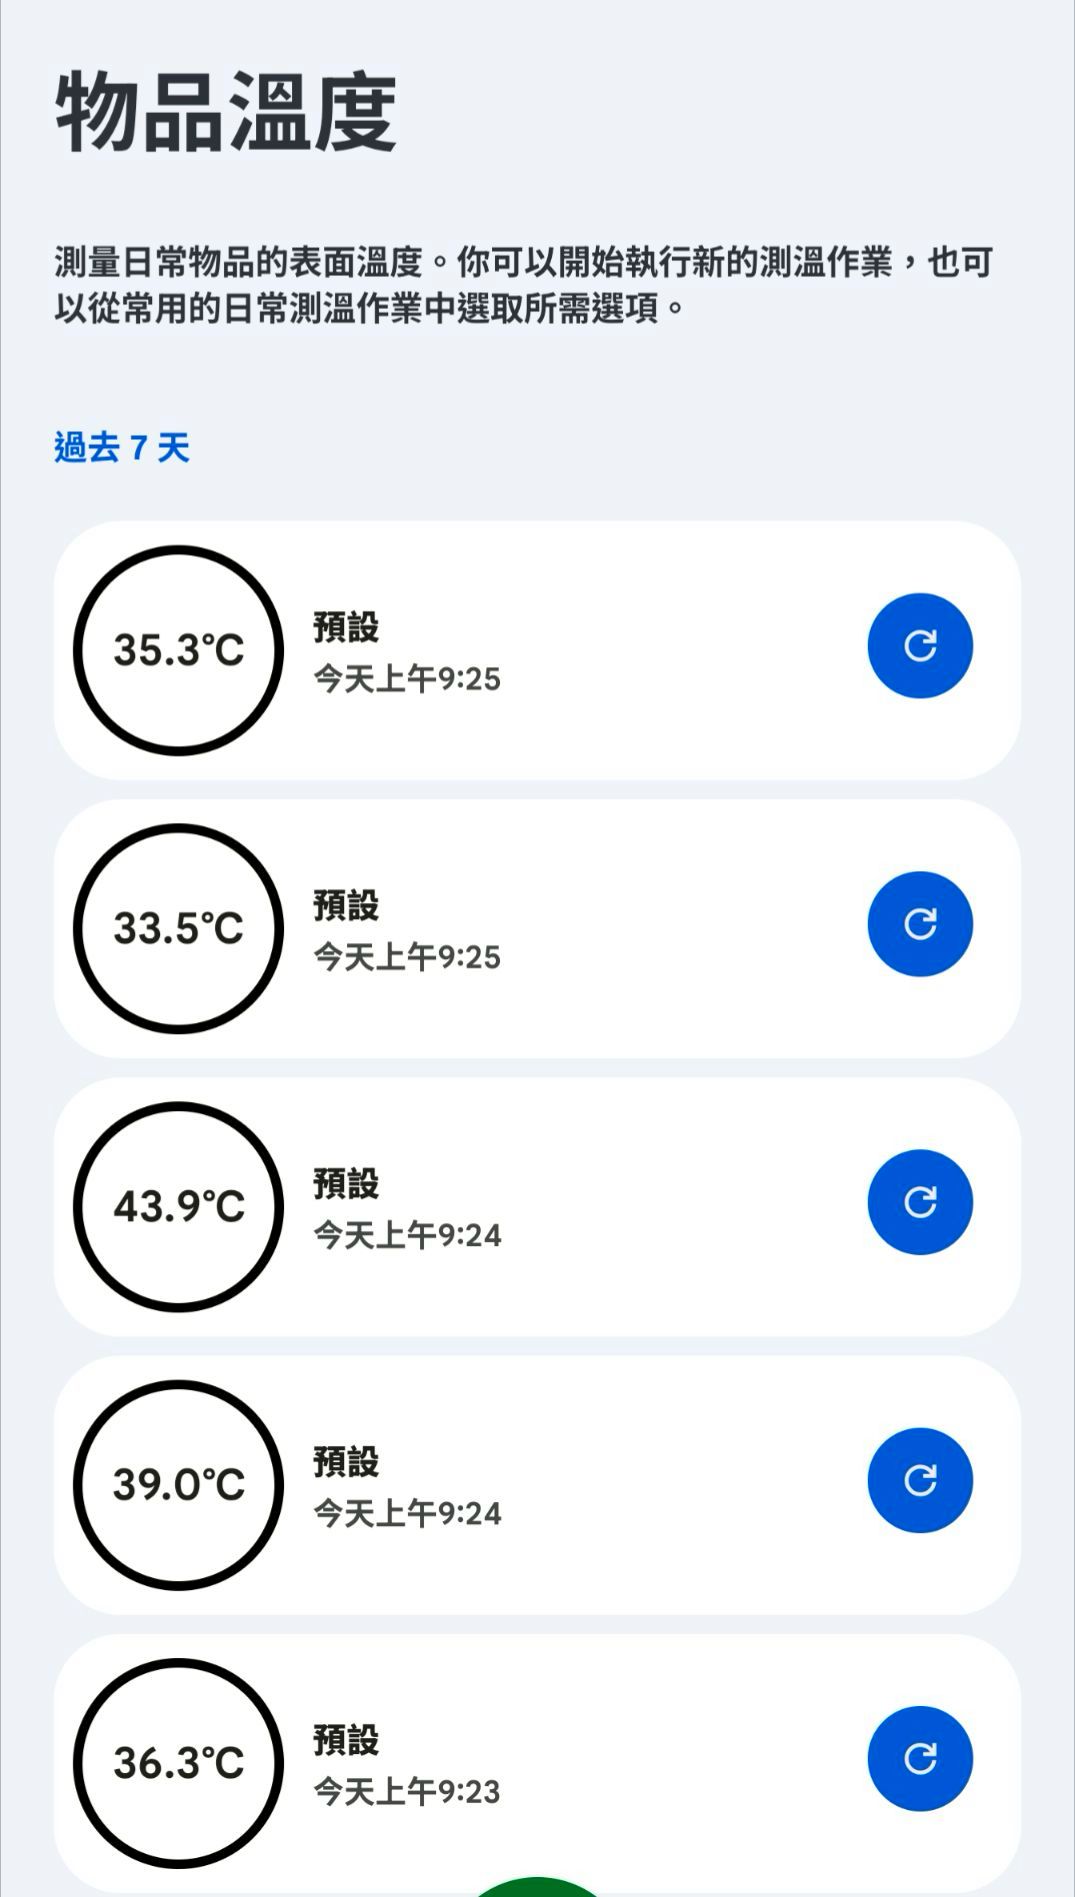 物品溫度
測量日常物品的表面溫度。你可以開始執行新的測溫作業，也可
以從常用的日常測溫作業中選取所需選項。
過去 7 天
35.3°C
預設
今天上午9:25
33.5°C
預設
今天上午9:25
43.9°C
預設
今天上午9:24
39.0°C
預設
今天上午9:24
36.3°C
預設
今天上午9:23